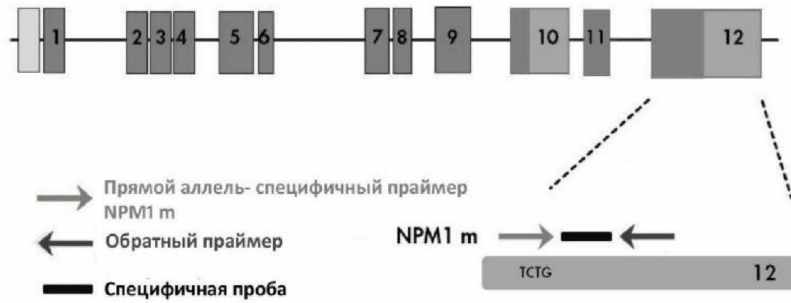 1 2 3 4 5 6 7 8 9 10 11 12
Прямой аллель- специфичный праймер
NPM1 m
Обратный праймер
Специфичная проба
NPM1 m
TCTG 12